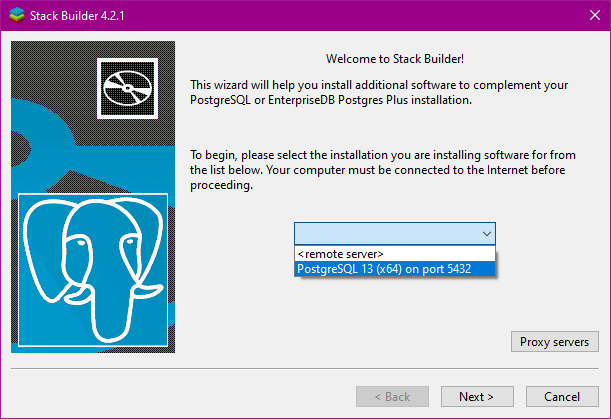 Stack Builder 4.2.1
Welcome to Stack Builder!
This wizard will help you install additional software to complement your
PostgreSQL or EnterpriseDB Postgres Plus installation.
To begin, please select the installation you are installing software for from
the list below. Your computer must be connected to the Internet before
proceeding.
<remote server>
PostgreSQL 13 (x64) on port 5432
Proxy servers
< Back
Next >
Cancel